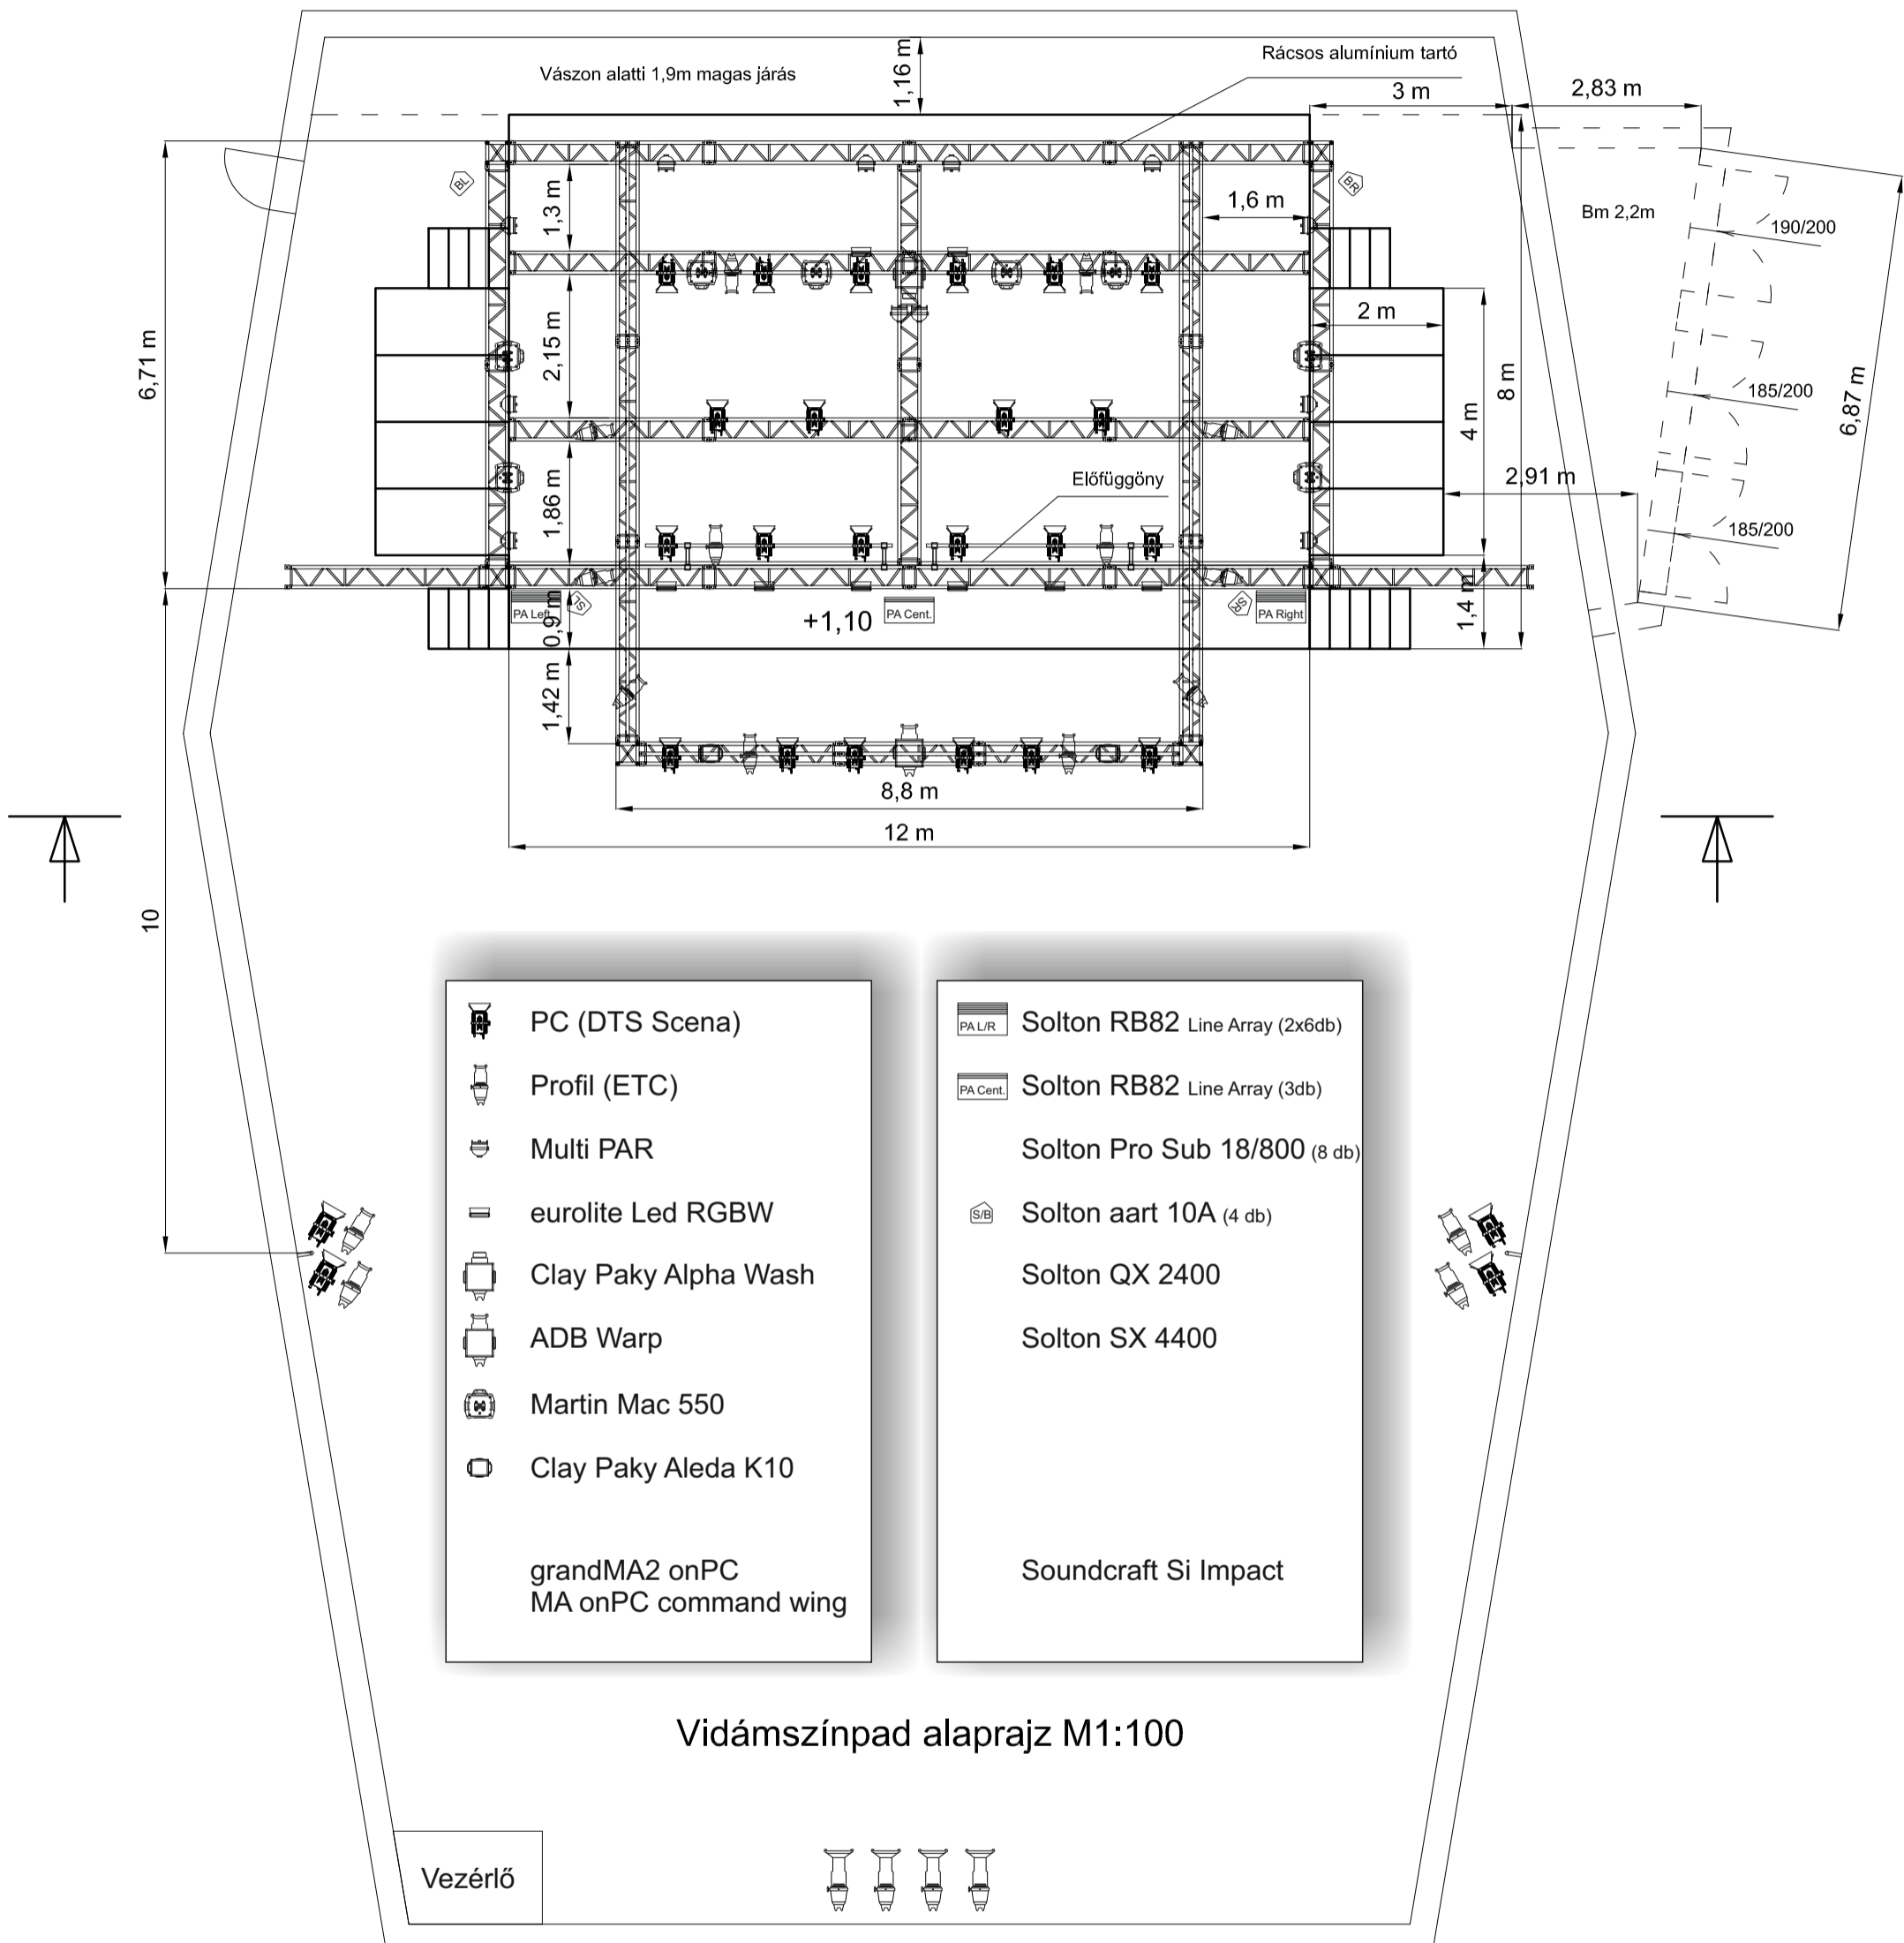 Vászon alatti 1,9m magas járás
1,16 m
Rácsos alumínium tartó
3 m
2,83 m
BL
BR
1,3 m
1,6 m
Bm 2,2m
190/200
6,71 m
2,15 m
2 m
8 m
4 m
185/200
6,87 m
1,86 m
Előfüggöny
2,91 m
185/200
PA Left
SL
0,9 m
+1,10
PA Cent.
SR
PA Right
1,4 m
1,42 m
8,8 m
12 m
10
PC (DTS Scena)
Profil (ETC)
Multi PAR
eurolite Led RGBW
Clay Paky Alpha Wash
ADB Warp
Martin Mac 550
Clay Paky Aleda K10
grandMA2 onPC
MA onPC command wing
PA L/R Solton RB82 Line Array (2x6db)
PA Cent. Solton RB82 Line Array (3db)
Solton Pro Sub 18/800 (8 db)
S/B Solton aart 10A (4 db)
Solton QX 2400
Solton SX 4400
Soundcraft Si Impact
Vidámszínpad alaprajz M1:100
Vezérlő